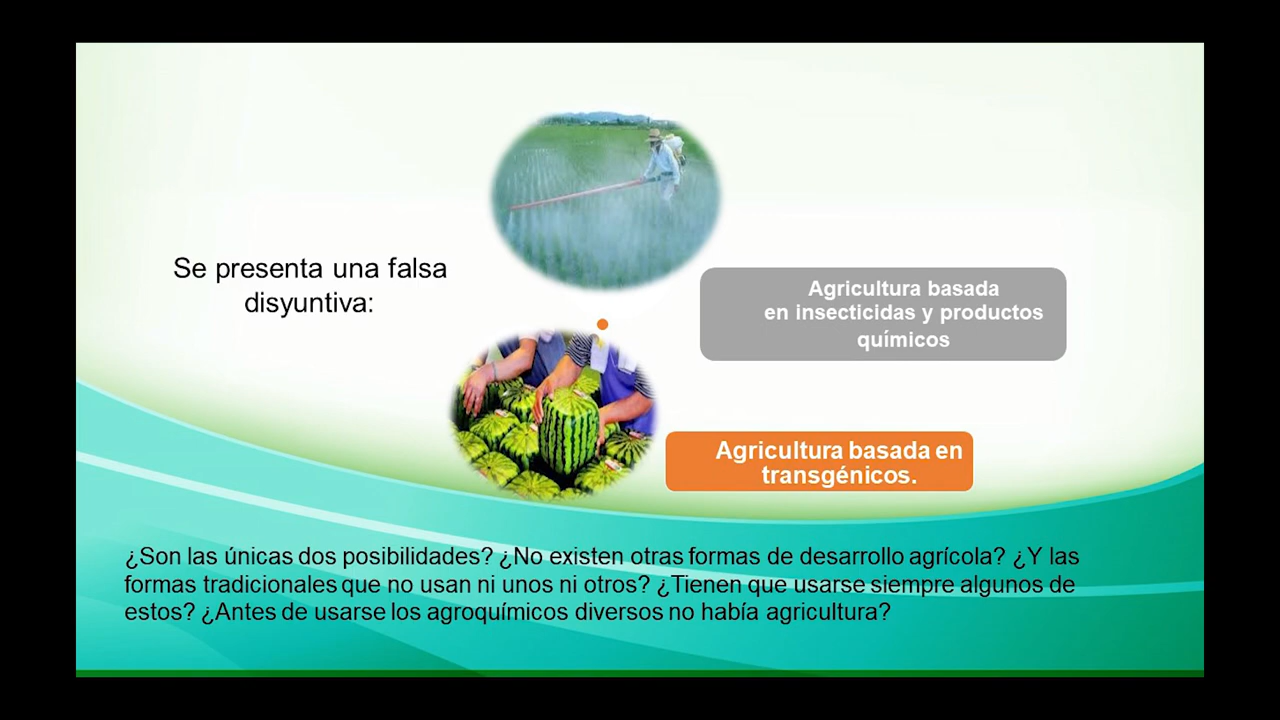 Se presenta una falsa
disyuntiva:
Agricultura basada
en insecticidas y productos
químicos
Agricultura basada en
transgénicos.
¿Son las únicas dos posibilidades? ¿No existen otras formas de desarrollo agrícola? ¿Y las
formas tradicionales que no usan ni unos ni otros? ¿Tienen que usarse siempre algunos de
estos? ¿Antes de usarse los agroquímicos diversos no había agricultura?